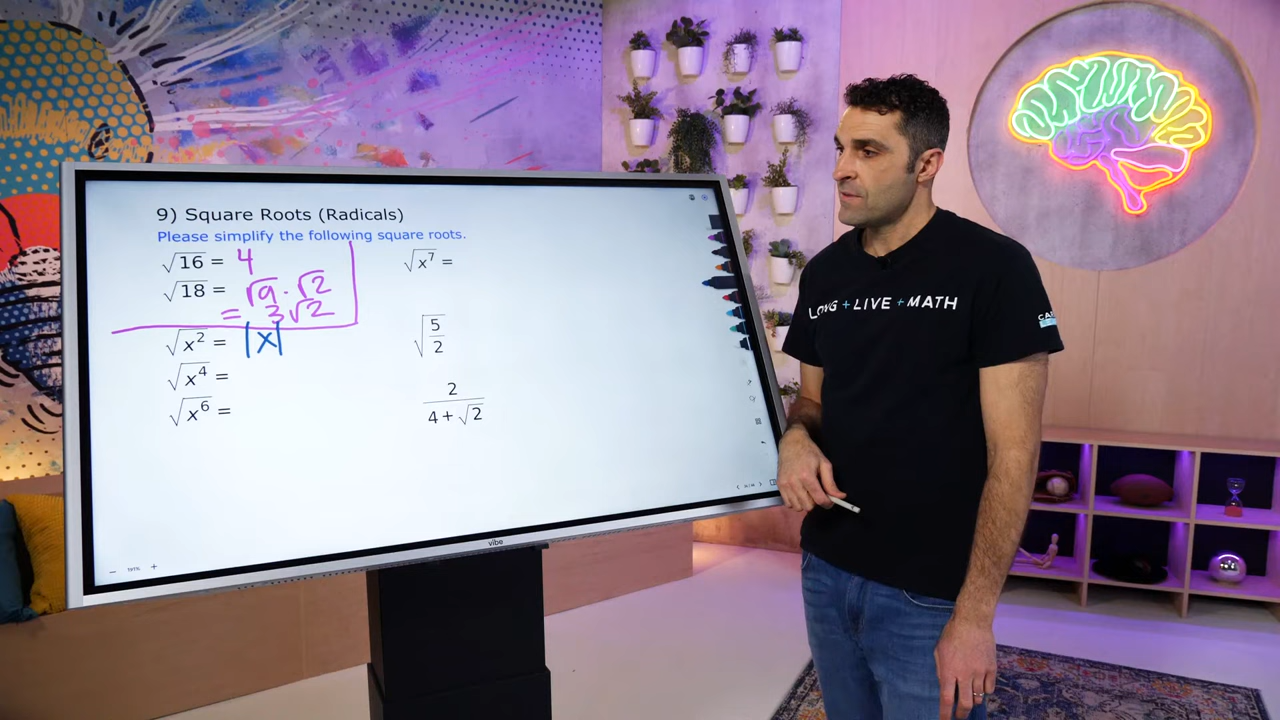 9) Square Roots (Radicals)
Please simplify the following square roots.
√16 = 4
√18 = √9 · √2
= 3√2
√x² = |x|
√x⁴ =
√x⁶ =
√x⁷ =
√(5/2)
2/(4+√2)
vibe
LONG + LIVE + MATH